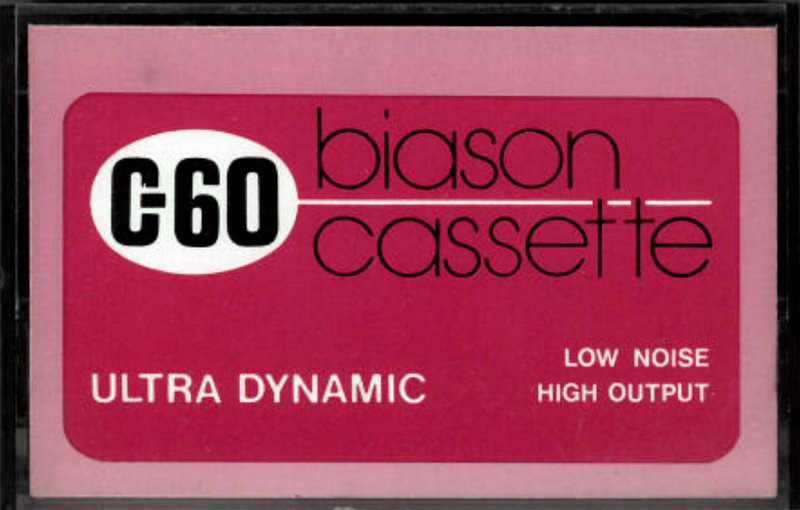 C-60
biason
cassette
ULTRA DYNAMIC
LOW NOISE
HIGH OUTPUT